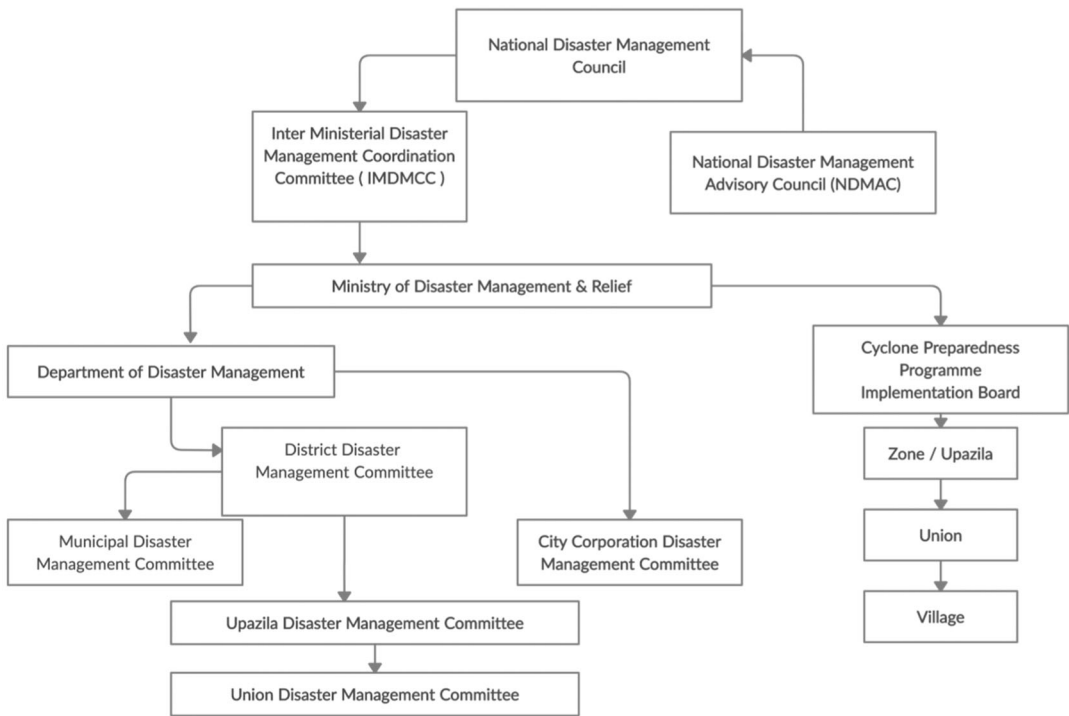 National Disaster Management
Council
Inter Ministerial Disaster
Management Coordination
Committee ( IMDMCC )
National Disaster Management
Advisory Council (NDMAC)
Ministry of Disaster Management & Relief
Department of Disaster Management
Cyclone Preparedness
Programme
Implementation Board
District Disaster
Management Committee
Zone / Upazila
Municipal Disaster
Management Committee
City Corporation Disaster
Management Committee
Union
Upazila Disaster Management Committee
Village
Union Disaster Management Committee